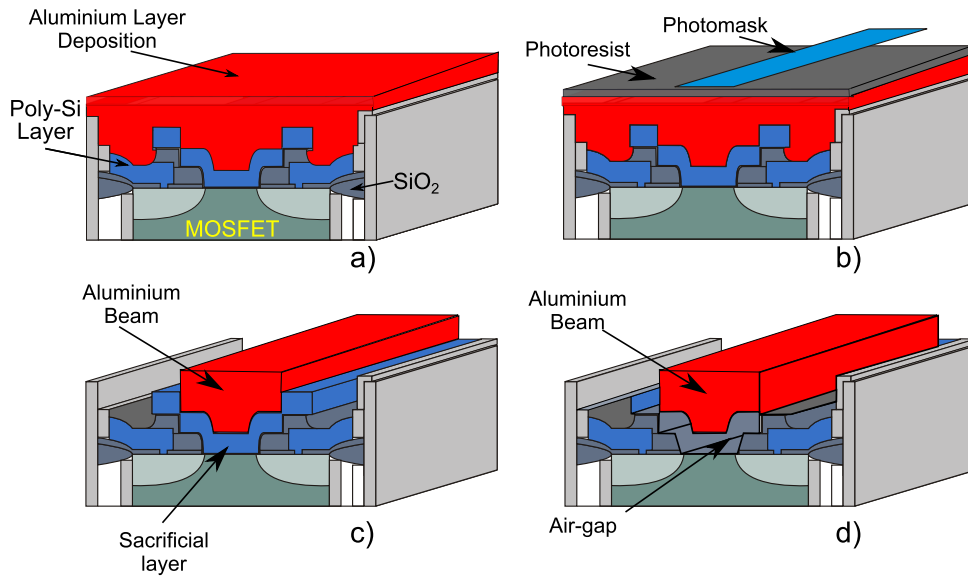 Aluminium Layer
Deposition
Poly-Si
Layer
SiO₂
MOSFET
a)
Photomask
Photoresist
b)
Aluminium
Beam
Sacrificial
layer
c)
Aluminium
Beam
Air-gap
d)